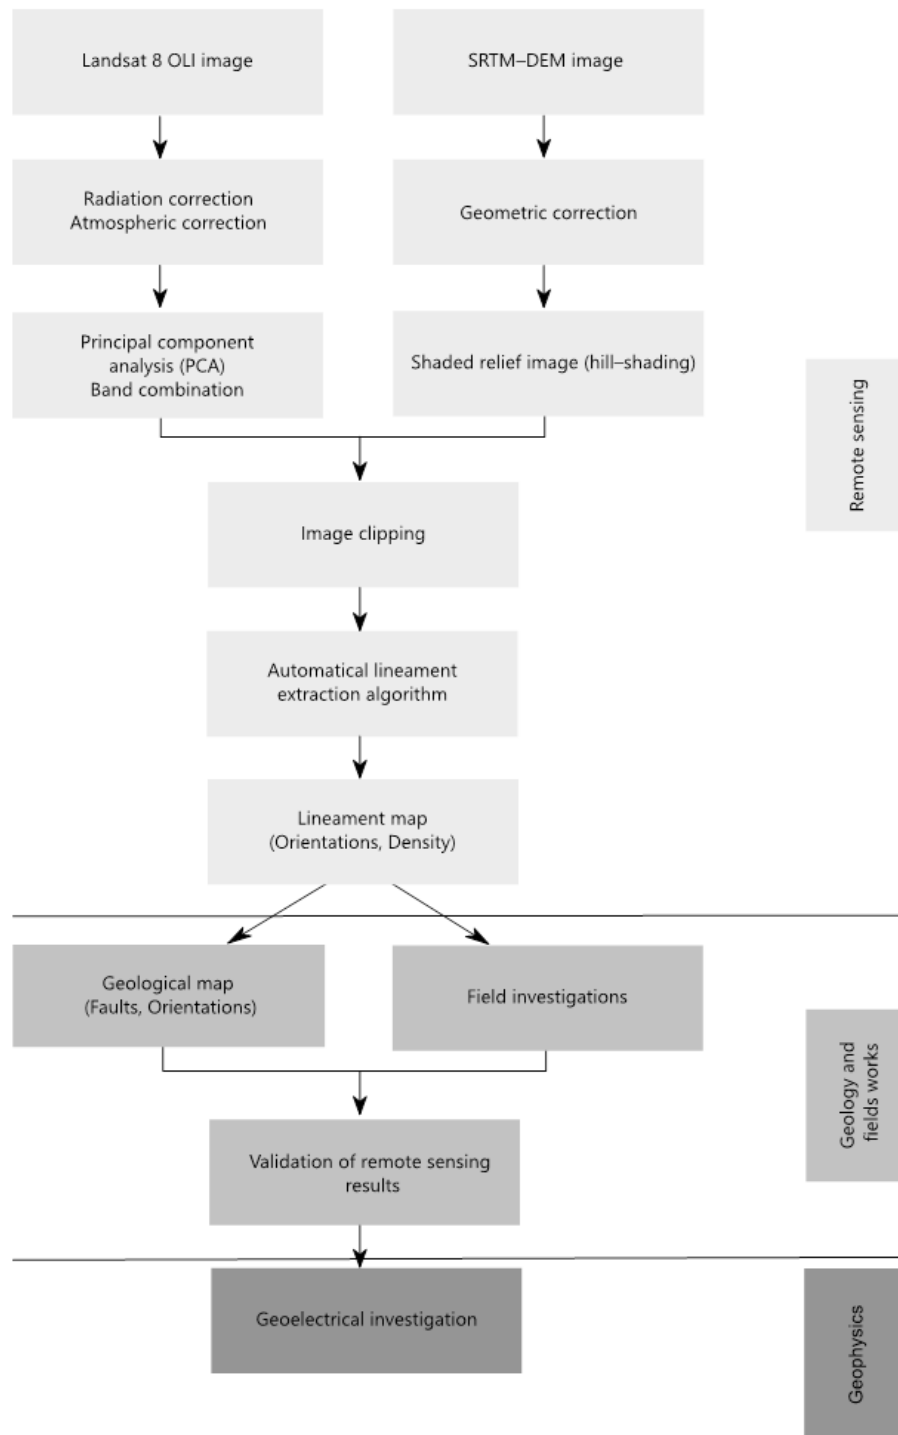 Landsat 8 OLI image
SRTM–DEM image
Radiation correction
Atmospheric correction
Geometric correction
Principal component
analysis (PCA)
Band combination
Shaded relief image (hill–shading)
Remote sensing
Image clipping
Automatical lineament
extraction algorithm
Lineament map
(Orientations, Density)
Geological map
(Faults, Orientations)
Field investigations
Geology and
fields works
Validation of remote sensing
results
Geoelectrical investigation
Geophysics